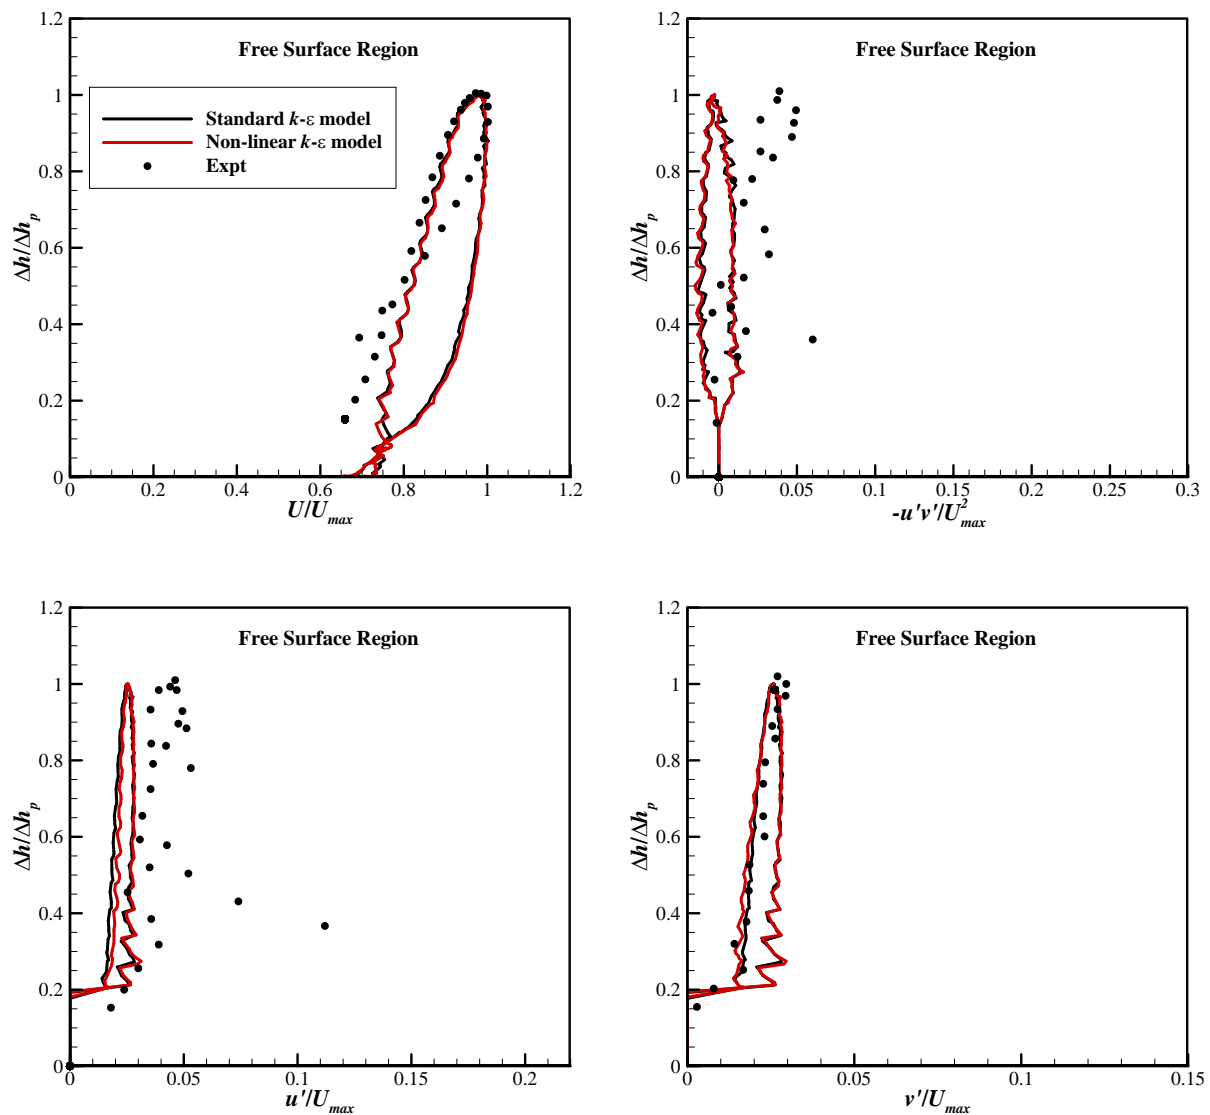 1.2
Free Surface Region
1
Standard k-ε model
Non-linear k-ε model
Expt
0.8
0.6
0.4
0.2
0
Δh/Δh_p
0 0.2 0.4 0.6 0.8 1 1.2
U/U_max
1.2
Free Surface Region
1
0.8
0.6
0.4
0.2
0
Δh/Δh_p
0 0.05 0.1 0.15 0.2 0.25 0.3
-u'v'/U²_max
1.2
Free Surface Region
1
0.8
0.6
0.4
0.2
0
Δh/Δh_p
0 0.05 0.1 0.15 0.2
u'/U_max
1.2
Free Surface Region
1
0.8
0.6
0.4
0.2
0
Δh/Δh_p
0 0.05 0.1 0.15
v'/U_max